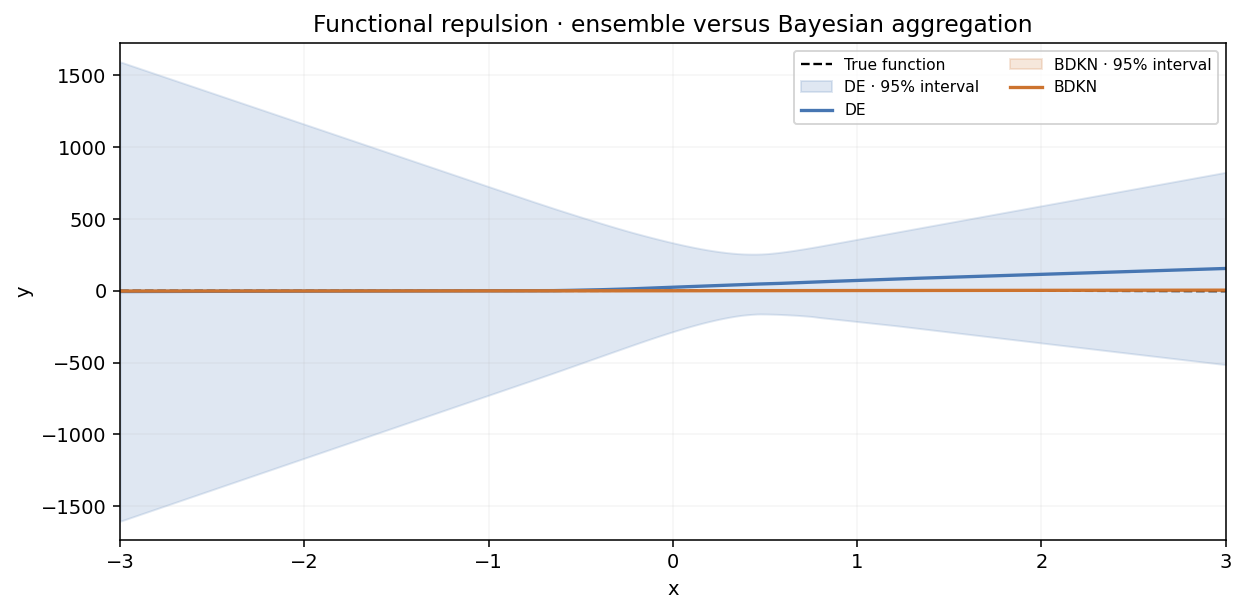 Functional repulsion · ensemble versus Bayesian aggregation
True function
DE · 95% interval
DE
BDKN · 95% interval
BDKN
1500
1000
500
0
−500
−1000
−1500
y
−3
−2
−1
0
1
2
3
x